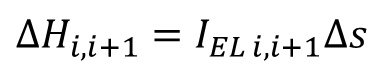 ΔH_{i,i+1} = I_{EL i,i+1}Δs